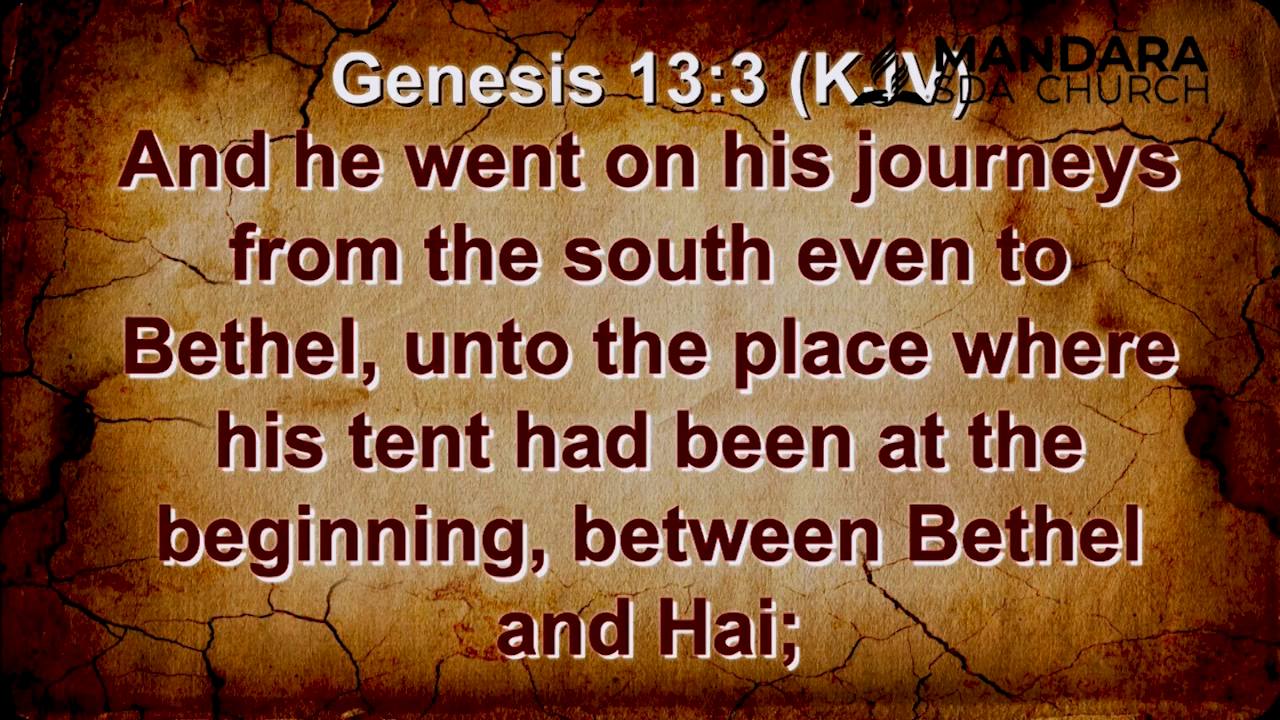 Genesis 13:3 (KJV)
MANDARA
SDA CHURCH
And he went on his journeys
from the south even to
Bethel, unto the place where
his tent had been at the
beginning, between Bethel
and Hai;